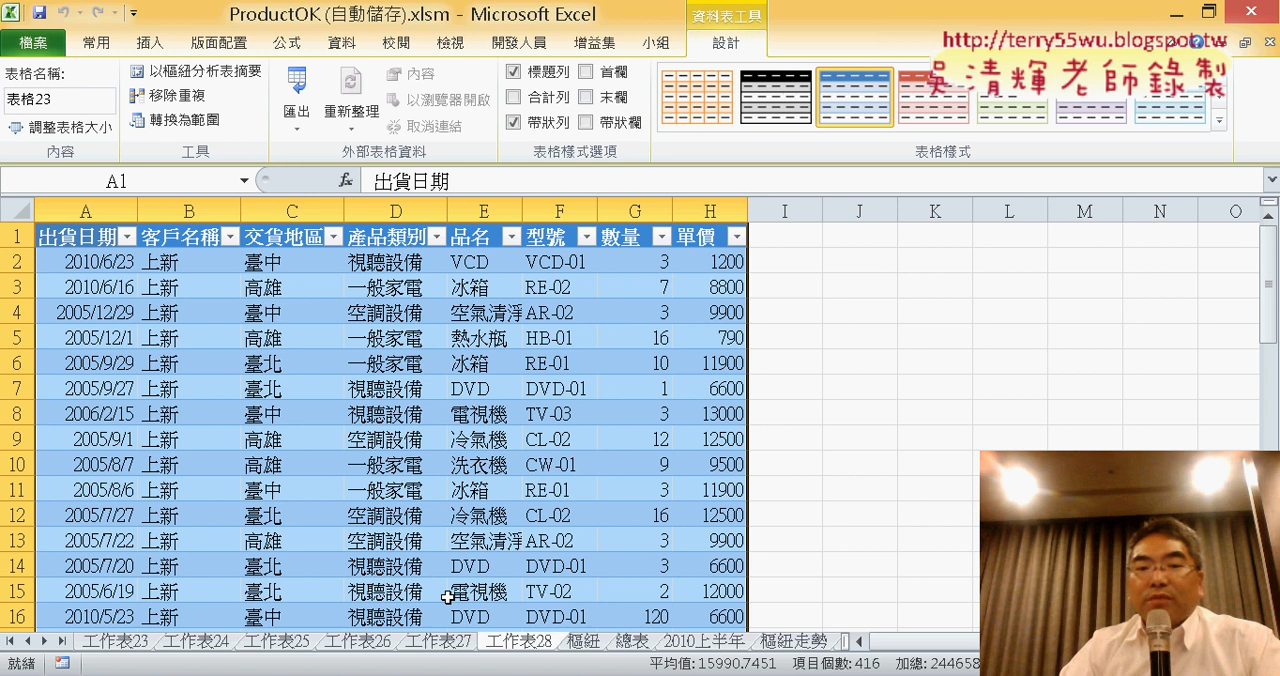 ProductOK (自動儲存).xlsm - Microsoft Excel
資料表工具
檔案 常用 插入 版面配置 公式 資料 校閱 檢視 開發人員 增益集 小組 設計
http://terry55wu.blogspot.tw
吳清輝老師錄製
表格名稱:
表格23
調整表格大小
內容
以樞紐分析表摘要
移除重複
轉換為範圍
工具
匯出
重新整理
內容
以瀏覽器開啟
取消連結
外部表格資料
標題列 首欄
合計列 末欄
帶狀列 帶狀欄
表格樣式選項
表格樣式
A1 fx 出貨日期
A B C D E F G H I J K L M N O
1 出貨日期 客戶名稱 交貨地區 產品類別 品名 型號 數量 單價
2 2010/6/23 上新 臺中 視聽設備 VCD VCD-01 3 1200
3 2010/6/16 上新 高雄 一般家電 冰箱 RE-02 7 8800
4 2005/12/29 上新 臺中 空調設備 空氣清淨 AR-02 3 9900
5 2005/12/1 上新 高雄 一般家電 熱水瓶 HB-01 16 790
6 2005/9/29 上新 臺北 一般家電 冰箱 RE-01 10 11900
7 2005/9/27 上新 臺北 視聽設備 DVD DVD-01 1 6600
8 2006/2/15 上新 臺中 視聽設備 電視機 TV-03 3 13000
9 2005/9/1 上新 高雄 空調設備 冷氣機 CL-02 12 12500
10 2005/8/7 上新 高雄 一般家電 洗衣機 CW-01 9 9500
11 2005/8/6 上新 臺中 一般家電 冰箱 RE-01 3 11900
12 2005/7/27 上新 臺北 空調設備 冷氣機 CL-02 16 12500
13 2005/7/22 上新 高雄 空調設備 空氣清淨 AR-02 3 9900
14 2005/7/20 上新 臺北 視聽設備 DVD DVD-01 3 6600
15 2005/6/19 上新 臺北 視聽設備 電視機 TV-02 2 12000
16 2010/5/23 上新 臺中 視聽設備 DVD DVD-01 120 6600
工作表23 工作表24 工作表25 工作表26 工作表27 工作表28 樞紐 總表 2010上半年 樞紐走勢
就緒 平均值: 15990.7451 項目個數: 416 加總: 244658